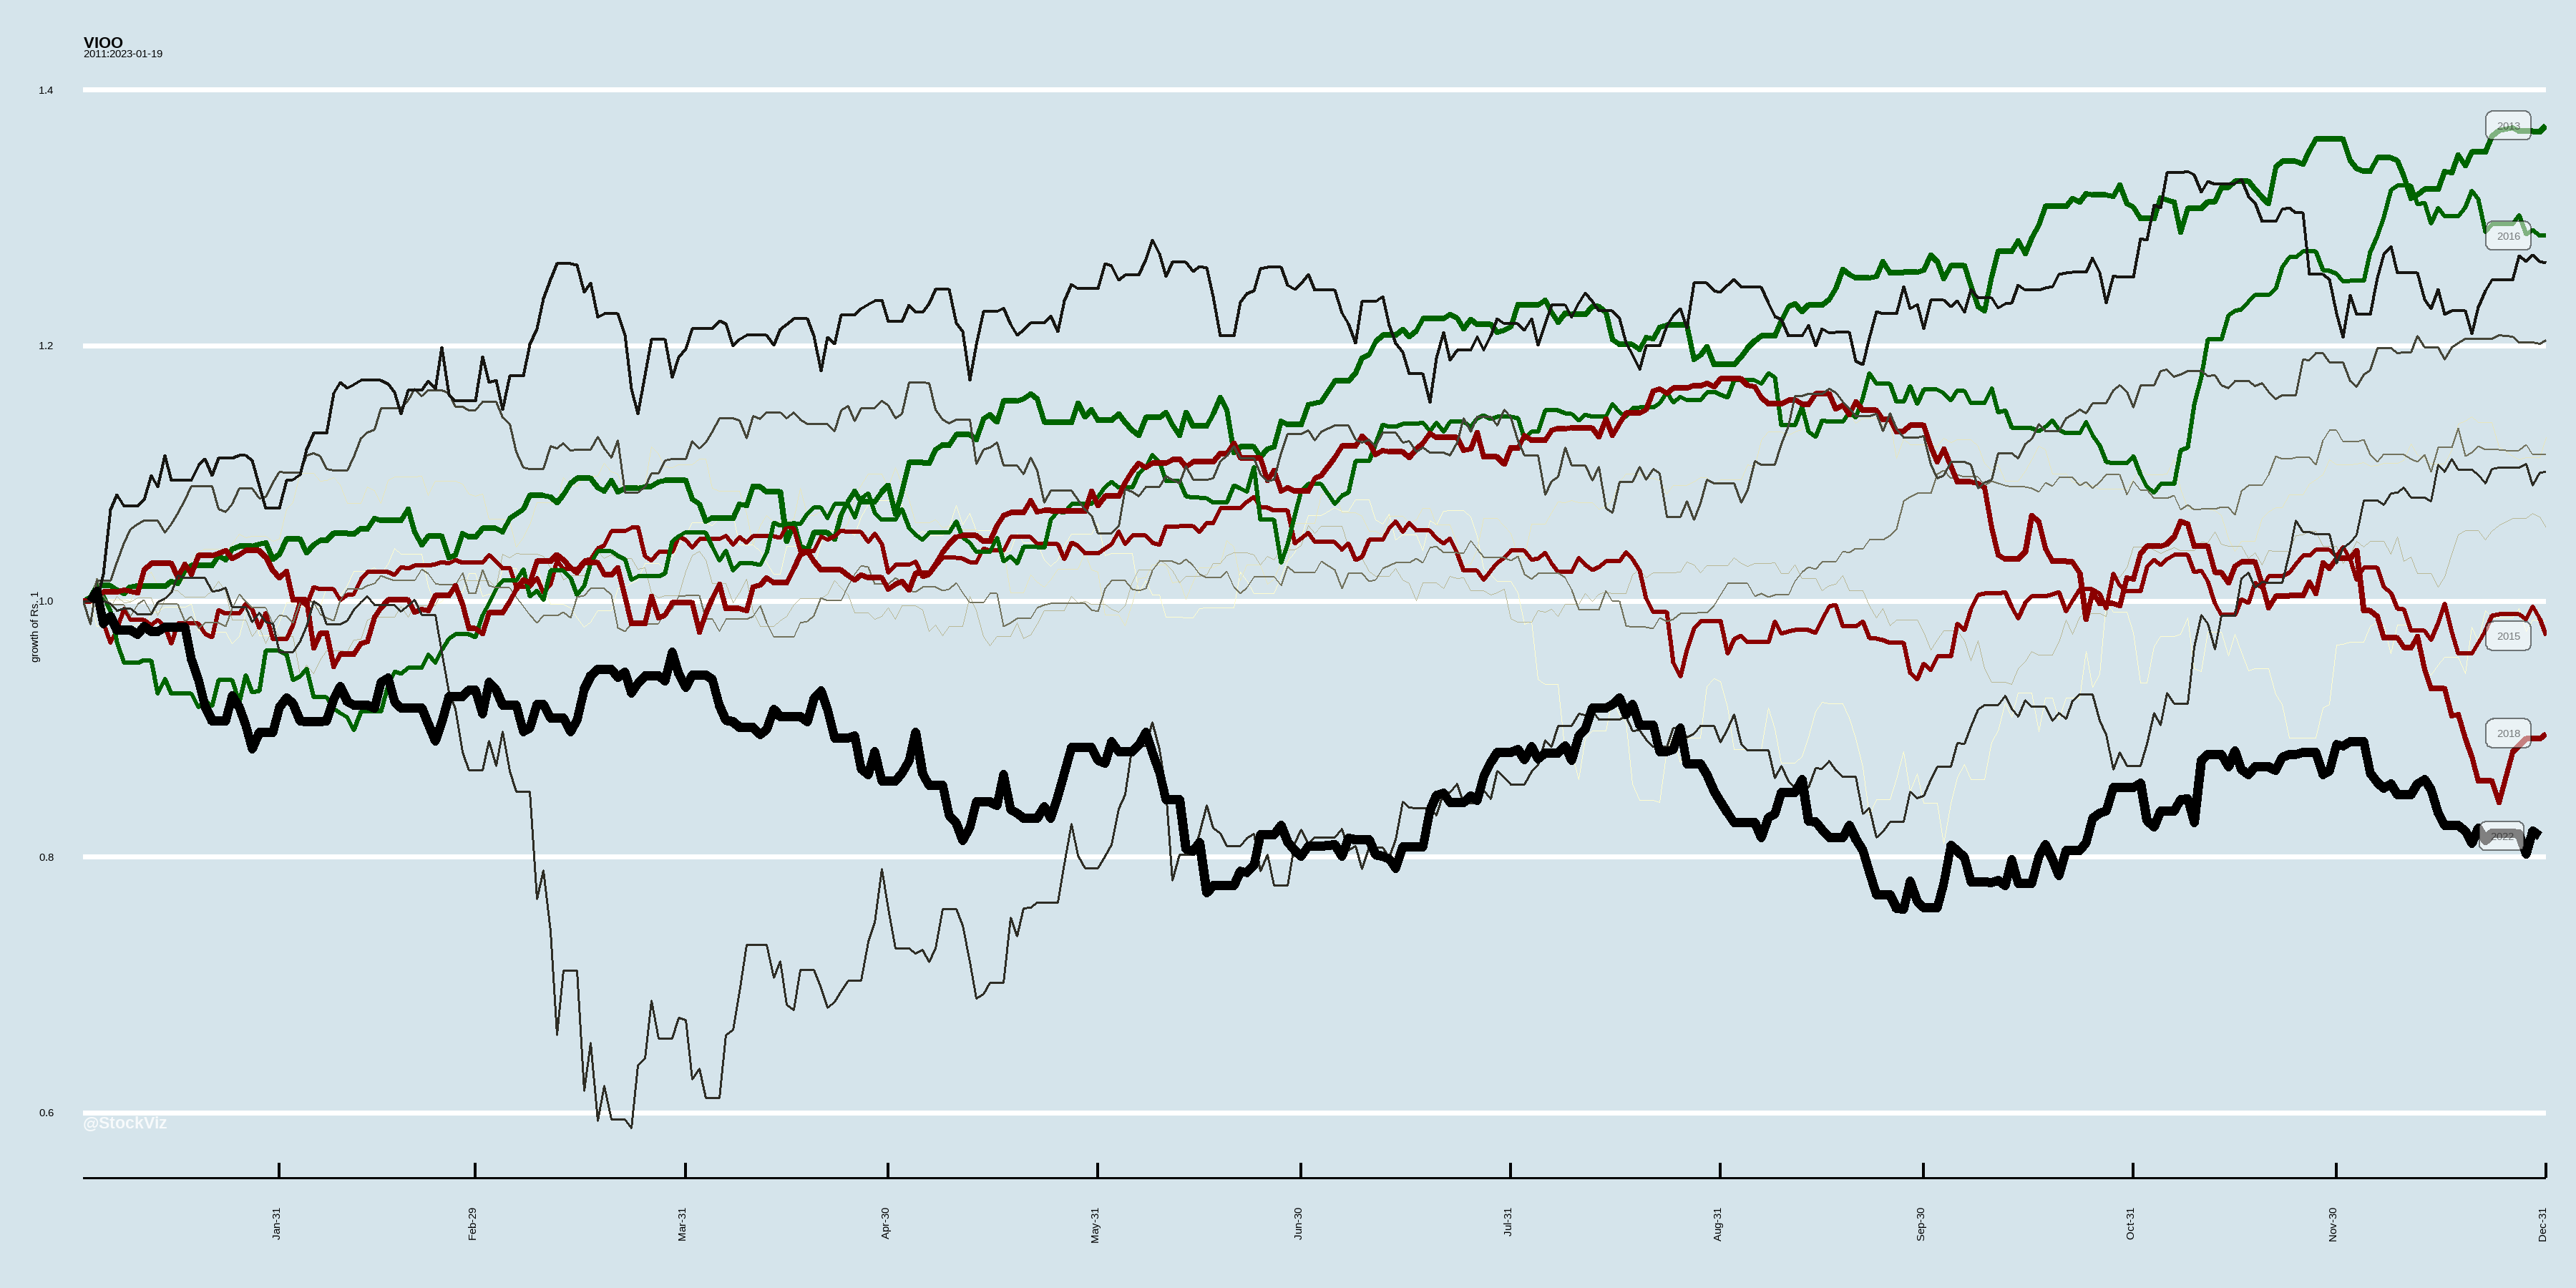 VIOO
2011:2023-01-19
1.4
2013
2016
1.2
growth of Rs. 1
1.0
2015
2018
2022
0.8
0.6
@StockViz
Jan-31
Feb-29
Mar-31
Apr-30
May-31
Jun-30
Jul-31
Aug-31
Sep-30
Oct-31
Nov-30
Dec-31